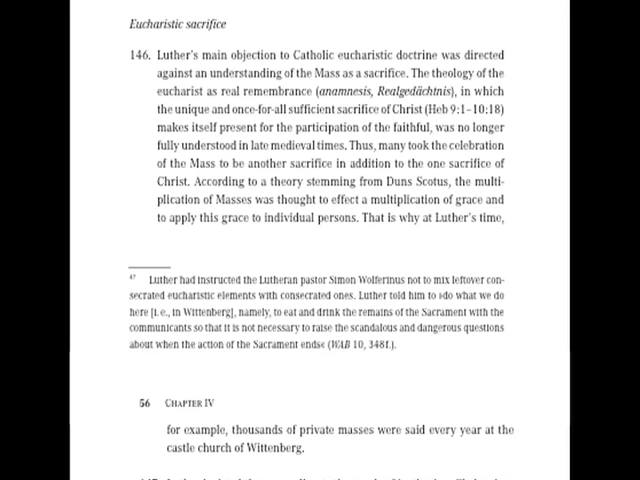 Eucharistic sacrifice
146. Luther's main objection to Catholic eucharistic doctrine was directed
against an understanding of the Mass as a sacrifice. The theology of the
eucharist as real remembrance (anamnesis, Realgedächtnis), in which
the unique and once-for-all sufficient sacrifice of Christ (Heb 9:1–10:18)
makes itself present for the participation of the faithful, was no longer
fully understood in late medieval times. Thus, many took the celebration
of the Mass to be another sacrifice in addition to the one sacrifice of
Christ. According to a theory stemming from Duns Scotus, the multi-
plication of Masses was thought to effect a multiplication of grace and
to apply this grace to individual persons. That is why at Luther's time,
47 Luther had instructed the Lutheran pastor Simon Wolferinus not to mix leftover con-
secrated eucharistic elements with consecrated ones. Luther told him to »do what we do
here [i.e., in Wittenberg], namely, to eat and drink the remains of the Sacrament with the
communicants so that it is not necessary to raise the scandalous and dangerous questions
about when the action of the Sacrament ends« (WAB 10, 348f.).
56 CHAPTER IV
for example, thousands of private masses were said every year at the
castle church of Wittenberg.